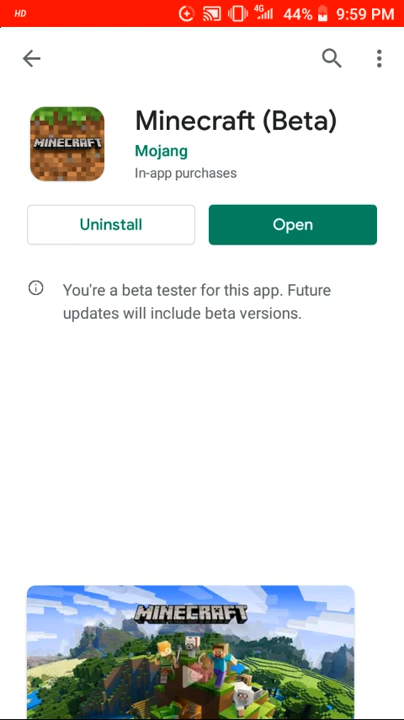 HD 4G 44% 9:59 PM
Minecraft (Beta)
MINECRAFT
Mojang
In-app purchases
Uninstall
Open
You're a beta tester for this app. Future
updates will include beta versions.
MINECRAFT